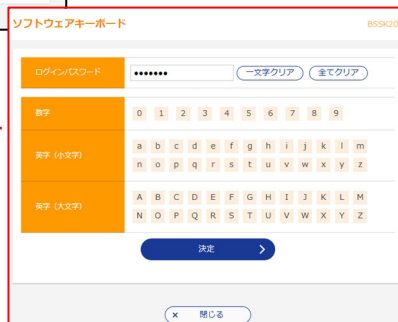 ソフトウェアキーボード
BSSK20
ログインパスワード ●●●●●●● 一文字クリア 全てクリア
数字 0 1 2 3 4 5 6 7 8 9
英字（小文字） a b c d e f g h i j k l m
n o p q r s t u v w x y z
英字（大文字） A B C D E F G H I J K L M
N O P Q R S T U V W X Y Z
決定 >
× 閉じる